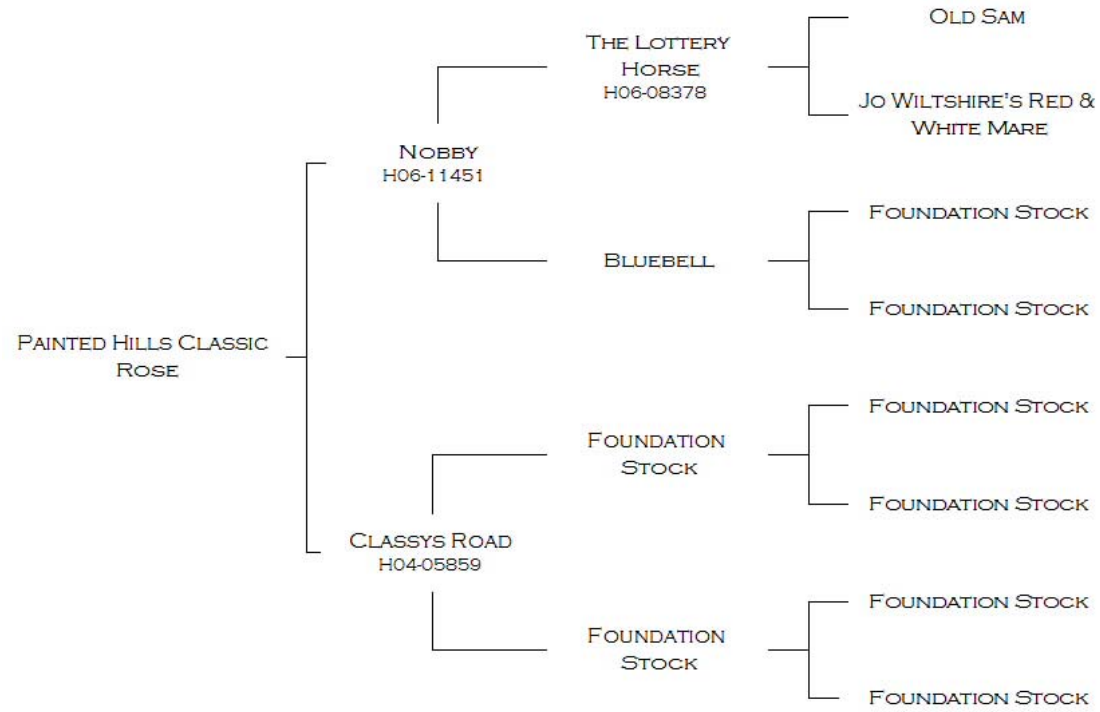 Old Sam
The Lottery
Horse
H06-08378
Jo Wiltshire's Red &
White Mare
Nobby
H06-11451
Foundation Stock
Bluebell
Foundation Stock
Painted Hills Classic
Rose
Foundation Stock
Foundation
Stock
Foundation Stock
Classys Road
H04-05859
Foundation Stock
Foundation
Stock
Foundation Stock